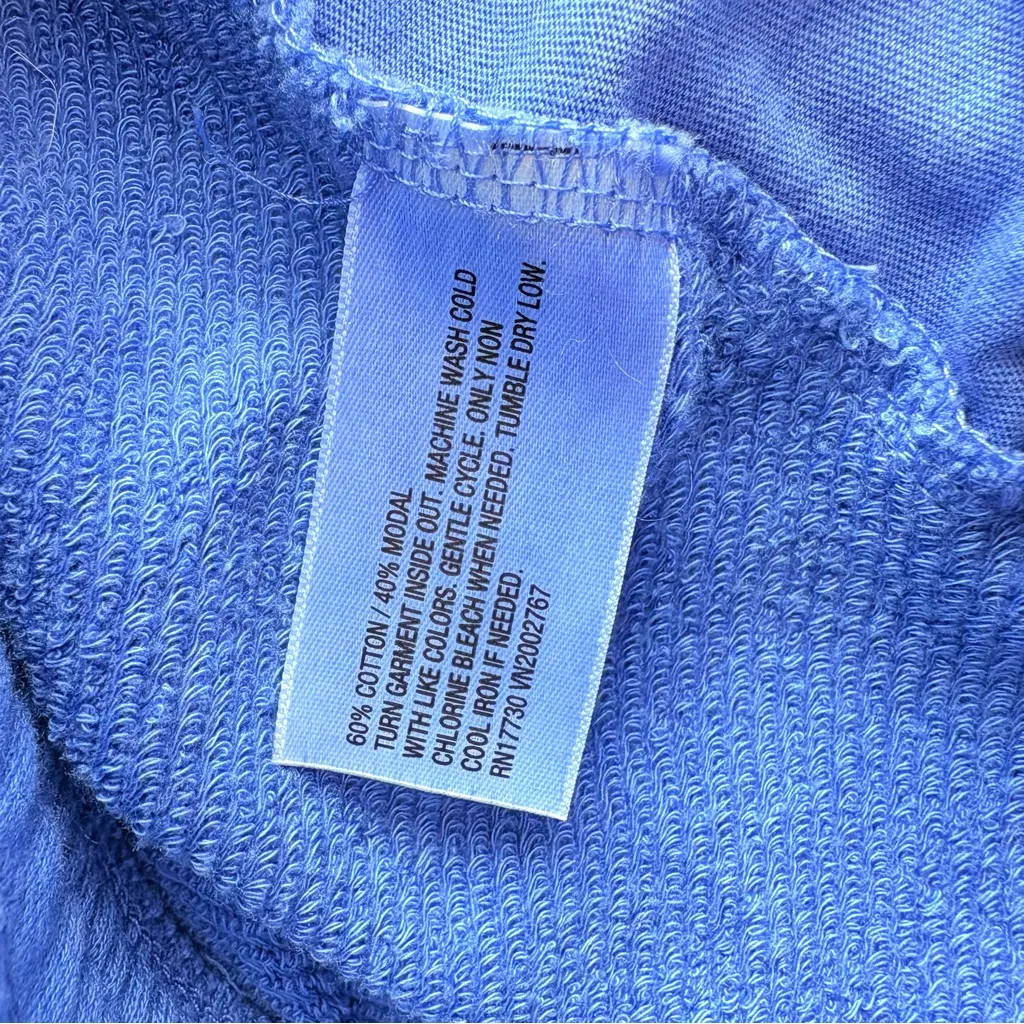 60% COTTON / 40% MODAL
TURN GARMENT INSIDE OUT. MACHINE WASH COLD
WITH LIKE COLORS. GENTLE CYCLE. ONLY NON
CHLORINE BLEACH WHEN NEEDED. TUMBLE DRY LOW.
COOL IRON IF NEEDED.
RN17730 VN2002767